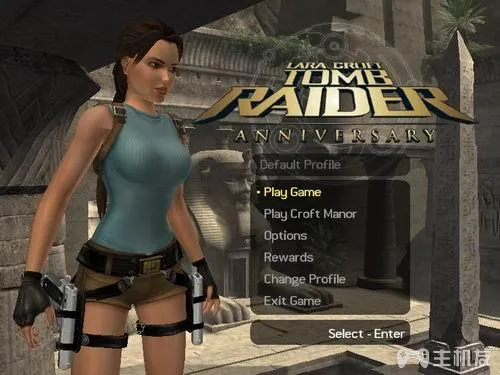 LARA CROFT
TOMB
RAIDER
ANNIVERSARY
Default Profile
• Play Game
Play Croft Manor
Options
Rewards
Change Profile
Exit Game
Select - Enter
主机友